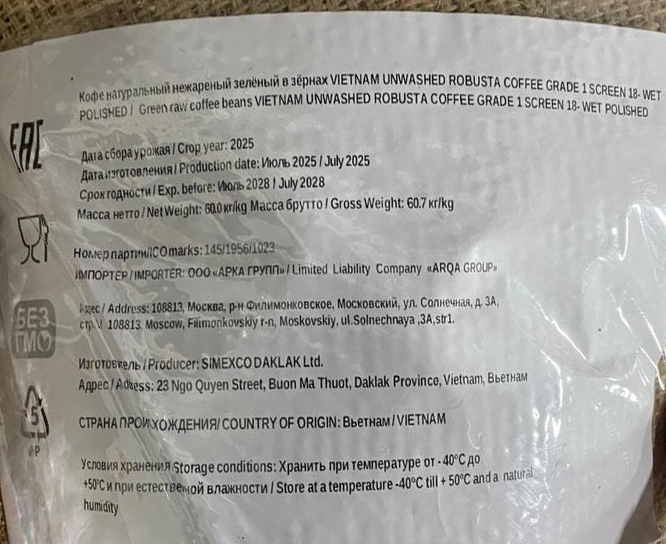 Кофе натуральный нежареный зелёный в зёрнах VIETNAM UNWASHED ROBUSTA COFFEE GRADE 1 SCREEN 18- WET
POLISHED / Green raw coffee beans VIETNAM UNWASHED ROBUSTA COFFEE GRADE 1 SCREEN 18- WET POLISHED
EAC
Дата сбора урожая / Crop year: 2025
Дата изготовления / Production date: Июль 2025 / July 2025
Срок годности / Exp. before: Июль 2028 / July 2028
Масса нетто / Net Weight: 60.0 кг/kg Масса брутто / Gross Weight: 60.7 кг/kg
Номер партии/ICO marks: 145/1956/1023
ИМПОРТЕР / IMPORTER: ООО «АРКА ГРУПП» / Limited Liability Company «ARQA GROUP»
Адрес / Address: 108813, Москва, р-н Филимонковское, Московский, ул. Солнечная, д. 3А,
стр.1/ 108813, Moscow, Filimonkovskiy r-n, Moskovskiy, ul.Solnechnaya ,3A,str1.
БЕЗ
ГМО
Изготовитель / Producer: SIMEXCO DAKLAK Ltd.
Адрес / Address: 23 Ngo Quyen Street, Buon Ma Thuot, Daklak Province, Vietnam, Вьетнам
5
PP
СТРАНА ПРОИСХОЖДЕНИЯ/ COUNTRY OF ORIGIN: Вьетнам / VIETNAM
Условия хранения Storage conditions: Хранить при температуре от - 40°С до
+50°С и при естественной влажности / Store at a temperature -40°C till + 50°C and a natural
humidity